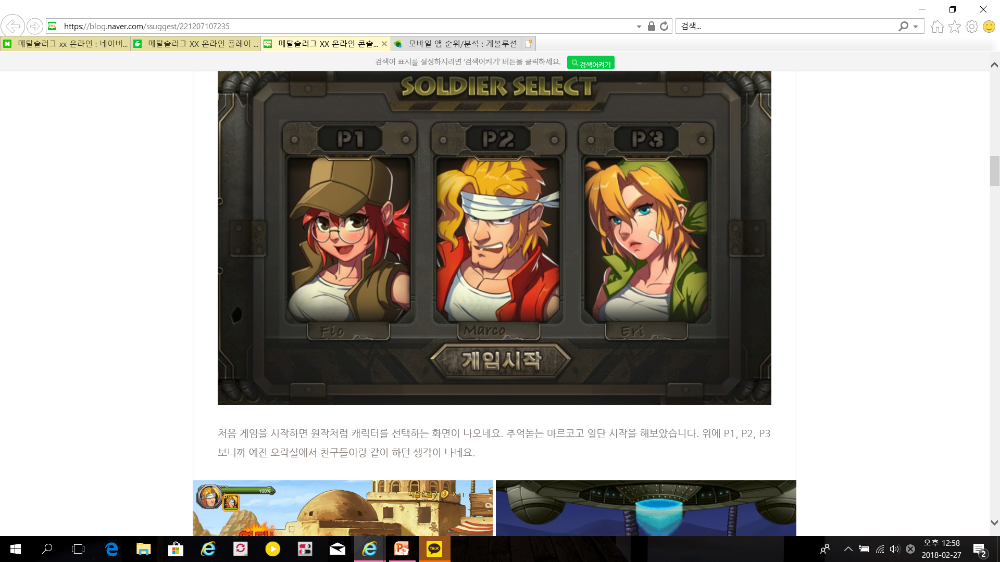 https://blog.naver.com/ssuggest/221207107235
검색...
메탈슬러그 xx 온라인 : 네이버...
메탈슬러그 XX 온라인 플레이 ...
메탈슬러그 XX 온라인 콘솔...
모바일 앱 순위/분석 : 게볼루션
검색어 표시를 설정하시려면 '검색어켜기' 버튼을 클릭하세요.
검색어켜기
SOLDIER SELECT
P1
P2
P3
Fio
Marco
Eri
게임시작
처음 게임을 시작하면 원작처럼 캐릭터를 선택하는 화면이 나오네요. 추억돋는 마르코고 일단 시작을 해보았습니다. 위에 P1, P2, P3
보니까 예전 오락실에서 친구들이랑 같이 하던 생각이 나네요.
100%
49:37
X 11
TALK
오후 12:58
2018-02-27
2